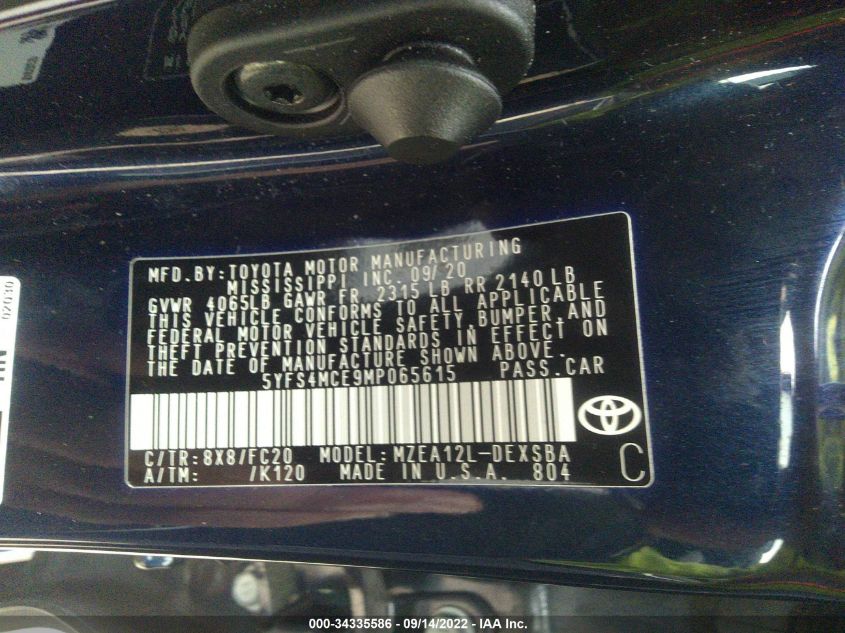 MFD. BY: TOYOTA MOTOR MANUFACTURING
MISSISSIPPI INC. 09/20
GVWR 4065LB GAWR FR 2315 LB RR 2140 LB
THIS VEHICLE CONFORMS TO ALL APPLICABLE
FEDERAL MOTOR VEHICLE SAFETY, BUMPER, AND
THEFT PREVENTION STANDARDS IN EFFECT ON
THE DATE OF MANUFACTURE SHOWN ABOVE.
5YFS4MCE9MP065615 PASS. CAR
C/TR: 8X8/FC20 MODEL: MZEA12L-DEXSBA
A/TM: /K120 MADE IN U.S.A. 804
C
02030
000-34335586 - 09/14/2022 - IAA Inc.